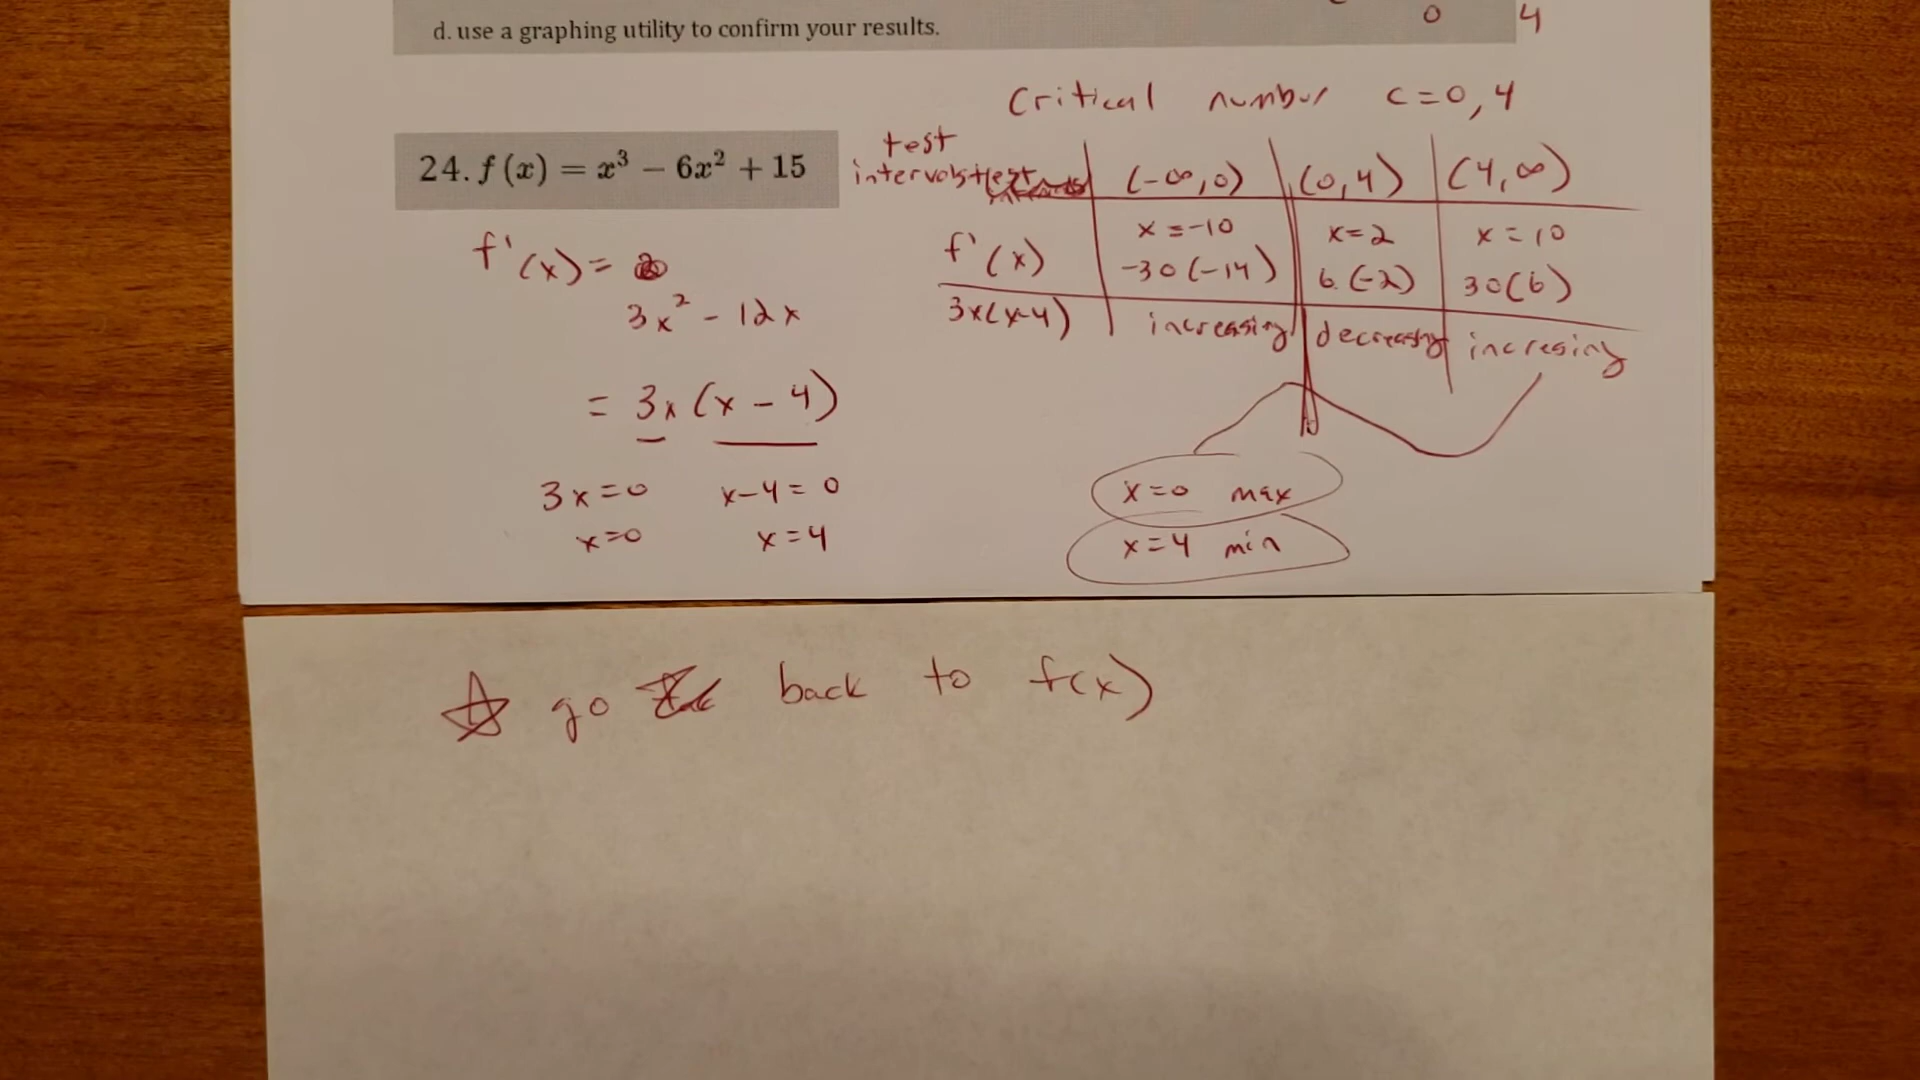 d. use a graphing utility to confirm your results.
0 4
Critical number c=0,4
24. f (x) = x³ − 6x² + 15
test
intervals
(-∞,0) (0,4) (4,∞)
f'(x) =
3x² - 12x
= 3x (x - 4)
3x=0 x-4=0
x=0 x=4
f'(x) x=-10 x=2 x=10
-30(-14) 6(-2) 30(6)
3x(x-4) increasing decreasing incresing
x=0 max
x=4 min
go back to f(x)